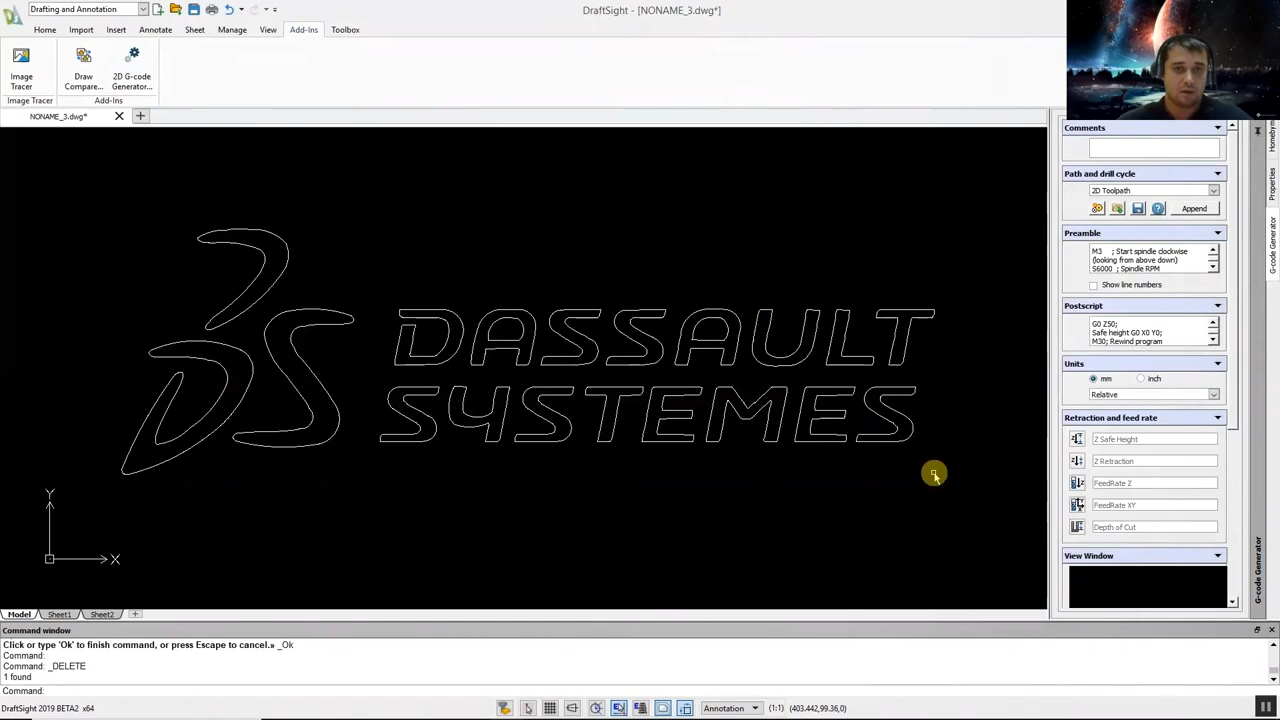 Drafting and Annotation
DraftSight - [NONAME_3.dwg*]
Home Import Insert Annotate Sheet Manage View Add-Ins Toolbox
Image Tracer
Draw Compare...
2D G-code Generator...
Image Tracer
Add-Ins
NONAME_3.dwg*
DASSAULT
SYSTEMES
Y
X
Comments
Path and drill cycle
2D Toolpath
Append
Preamble
M3 ; Start spindle clockwise
(looking from above down)
S6000 ; Spindle RPM
Show line numbers
Postscript
G0 Z50;
Safe height G0 X0 Y0;
M30; Rewind program
Units
mm inch
Relative
Retraction and feed rate
Z Safe Height
Z Retraction
FeedRate Z
FeedRate XY
Depth of Cut
View Window
Properties
G-code Generator
G-code Generator
Model Sheet1 Sheet2
Command window
Click or type 'Ok' to finish command, or press Escape to cancel.» _Ok
Command:
Command: _DELETE
1 found
Command:
DraftSight 2019 BETA2 x64
Annotation
(1:1)
(403.442,99.36,0)